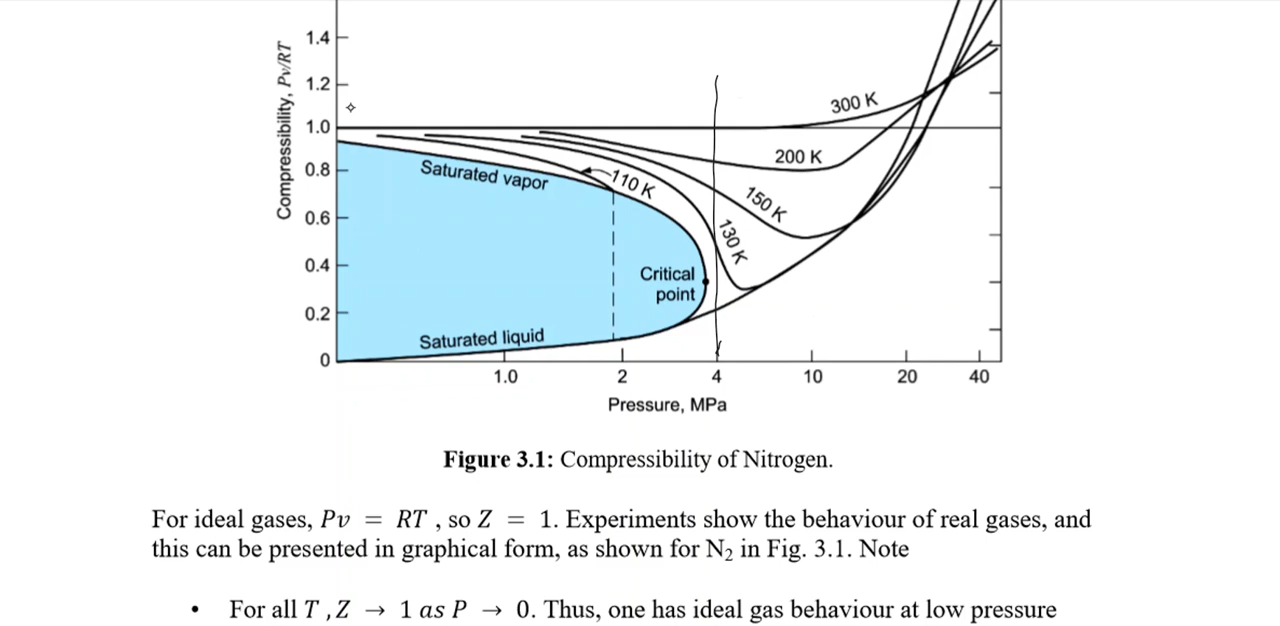 1.4
1.2
1.0
0.8
0.6
0.4
0.2
0
Compressibility, Pv/RT
300 K
200 K
150 K
130 K
110 K
Saturated vapor
Critical
point
Saturated liquid
1.0 2 4 10 20 40
Pressure, MPa
Figure 3.1: Compressibility of Nitrogen.
For ideal gases, Pv = RT , so Z = 1. Experiments show the behaviour of real gases, and
this can be presented in graphical form, as shown for N₂ in Fig. 3.1. Note
• For all T , Z → 1 as P → 0. Thus, one has ideal gas behaviour at low pressure